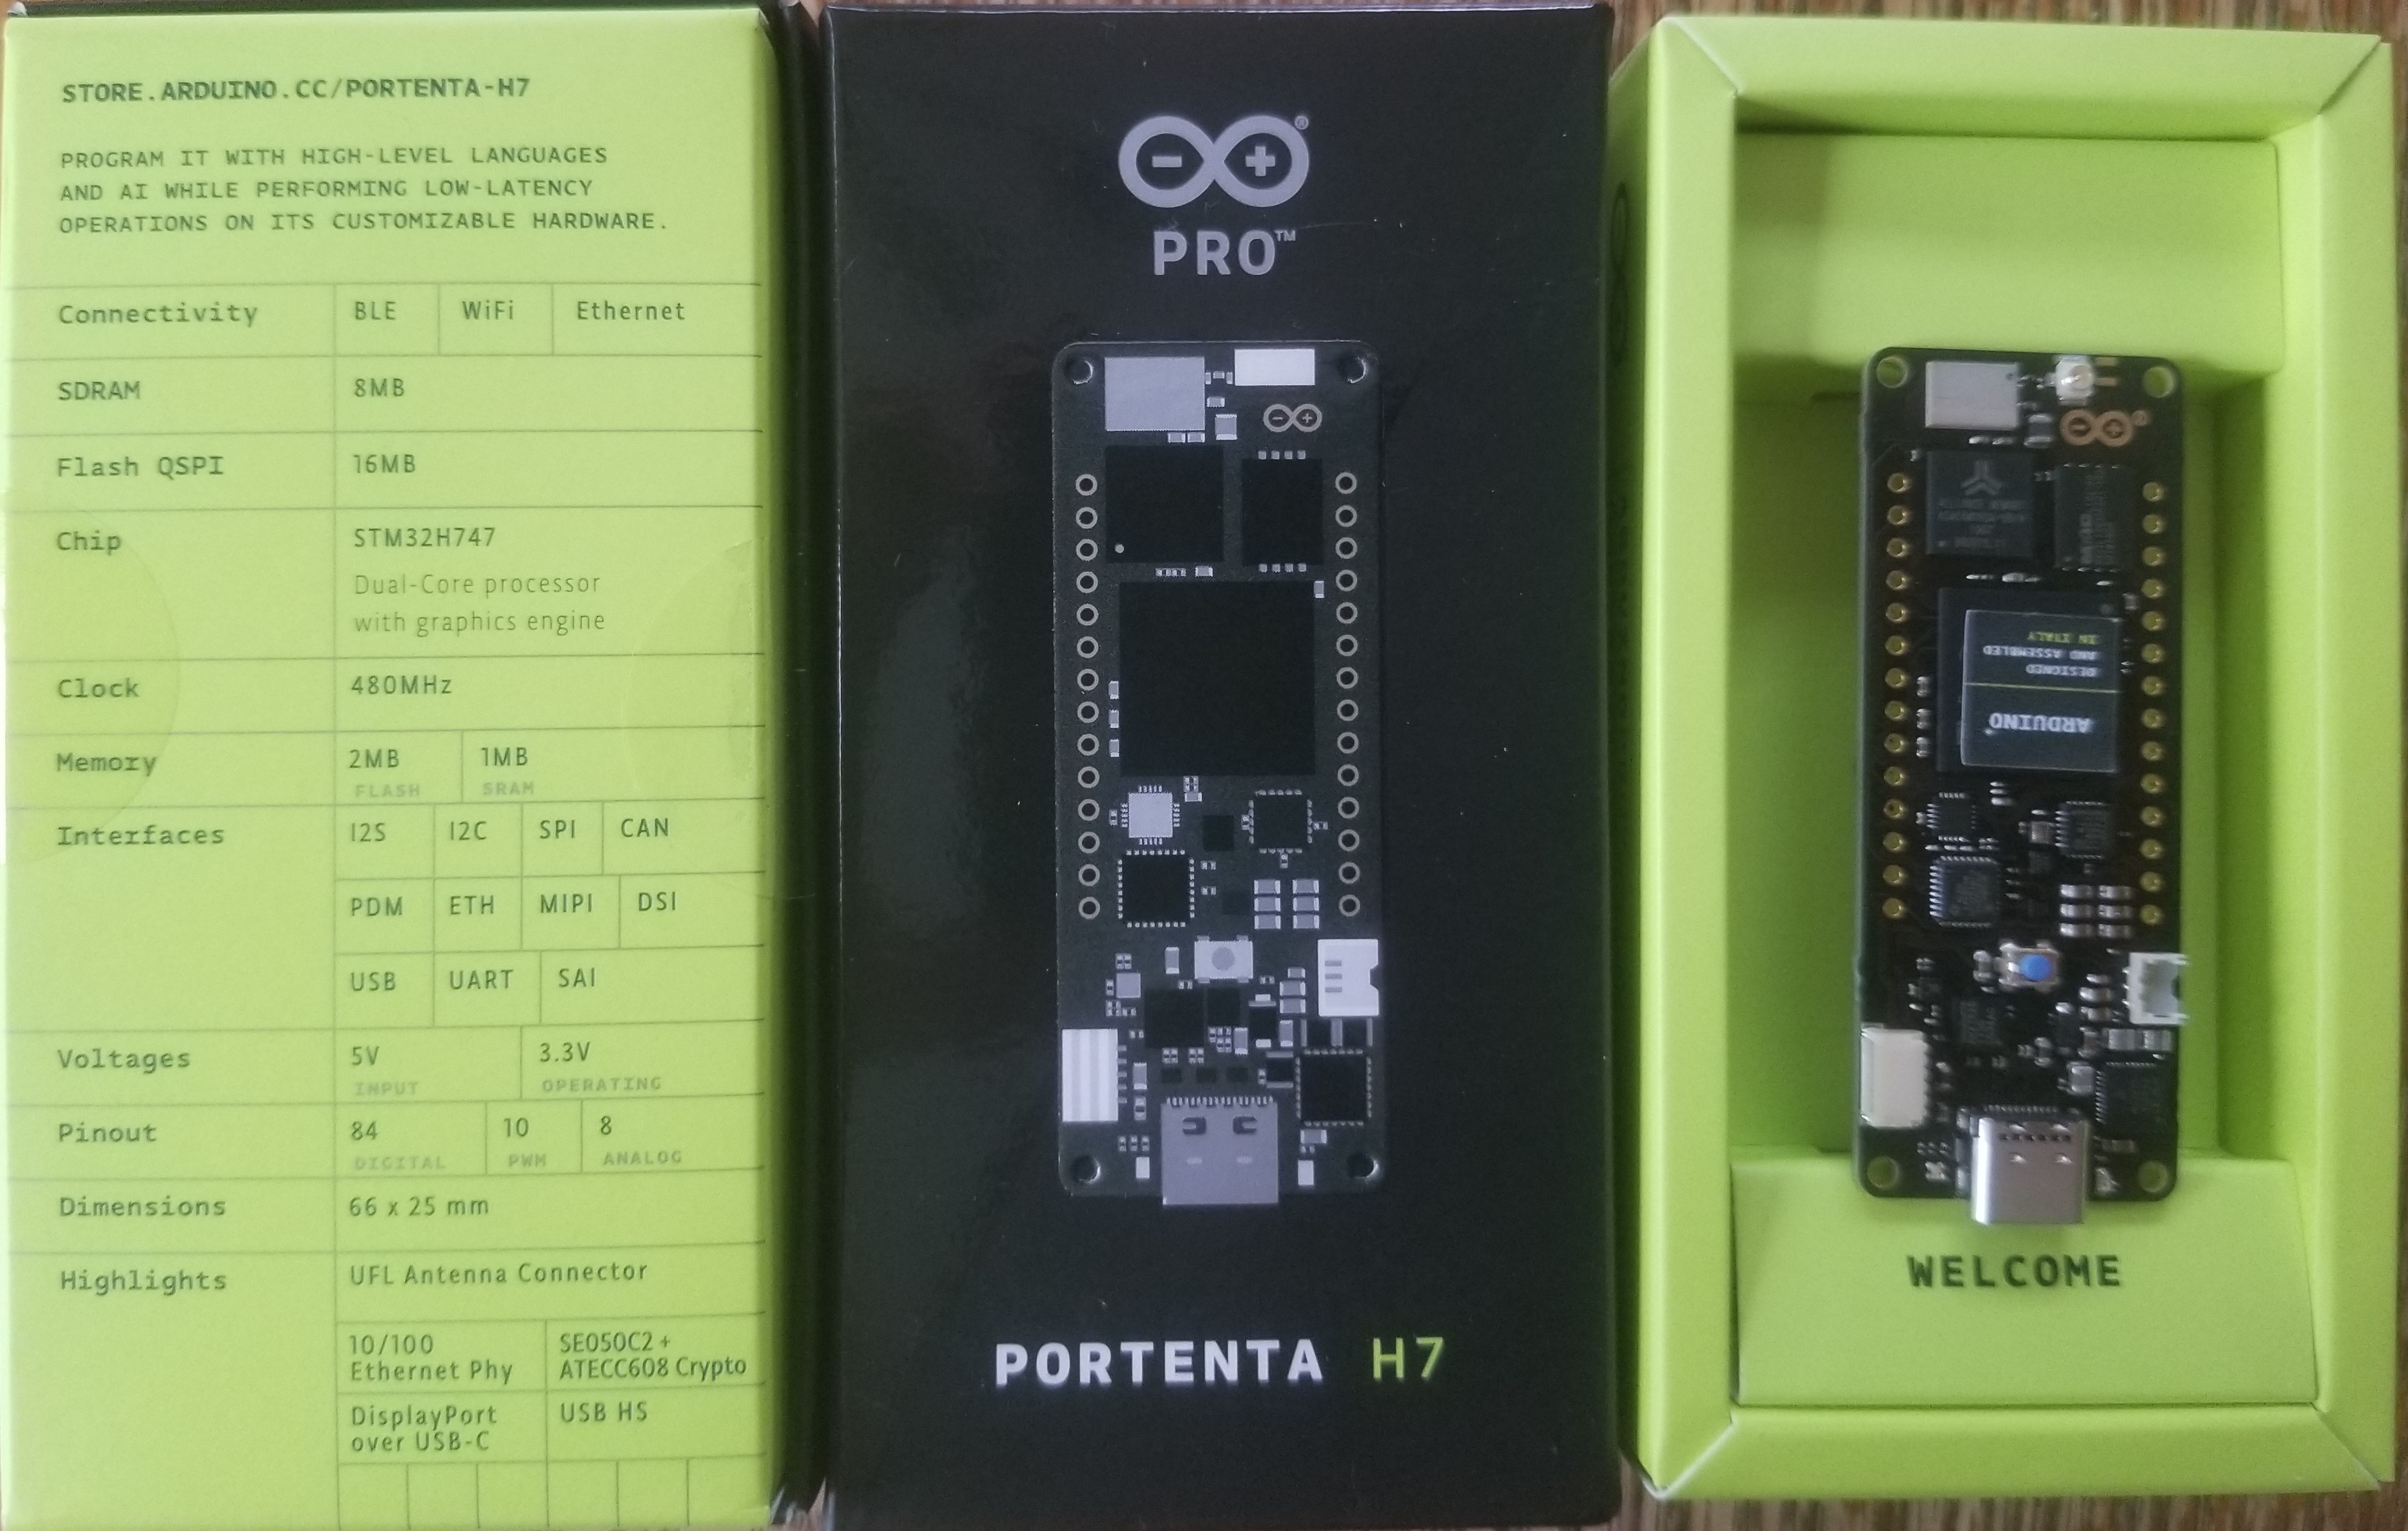 STORE.ARDUINO.CC/PORTENTA-H7
PROGRAM IT WITH HIGH-LEVEL LANGUAGES
AND AI WHILE PERFORMING LOW-LATENCY
OPERATIONS ON ITS CUSTOMIZABLE HARDWARE.
Connectivity BLE WiFi Ethernet
SDRAM 8MB
Flash QSPI 16MB
Chip STM32H747
Dual-Core processor
with graphics engine
Clock 480MHz
Memory 2MB 1MB
FLASH SRAM
Interfaces I2S I2C SPI CAN
PDM ETH MIPI DSI
USB UART SAI
Voltages 5V 3.3V
INPUT OPERATING
Pinout 84 10 8
DIGITAL PWM ANALOG
Dimensions 66 x 25 mm
Highlights UFL Antenna Connector
10/100 SE050C2 +
Ethernet Phy ATECC608 Crypto
DisplayPort USB HS
over USB-C
PRO™
PORTENTA H7
ARDUINO
DESIGNED
AND ASSEMBLED
IN ITALY
WELCOME